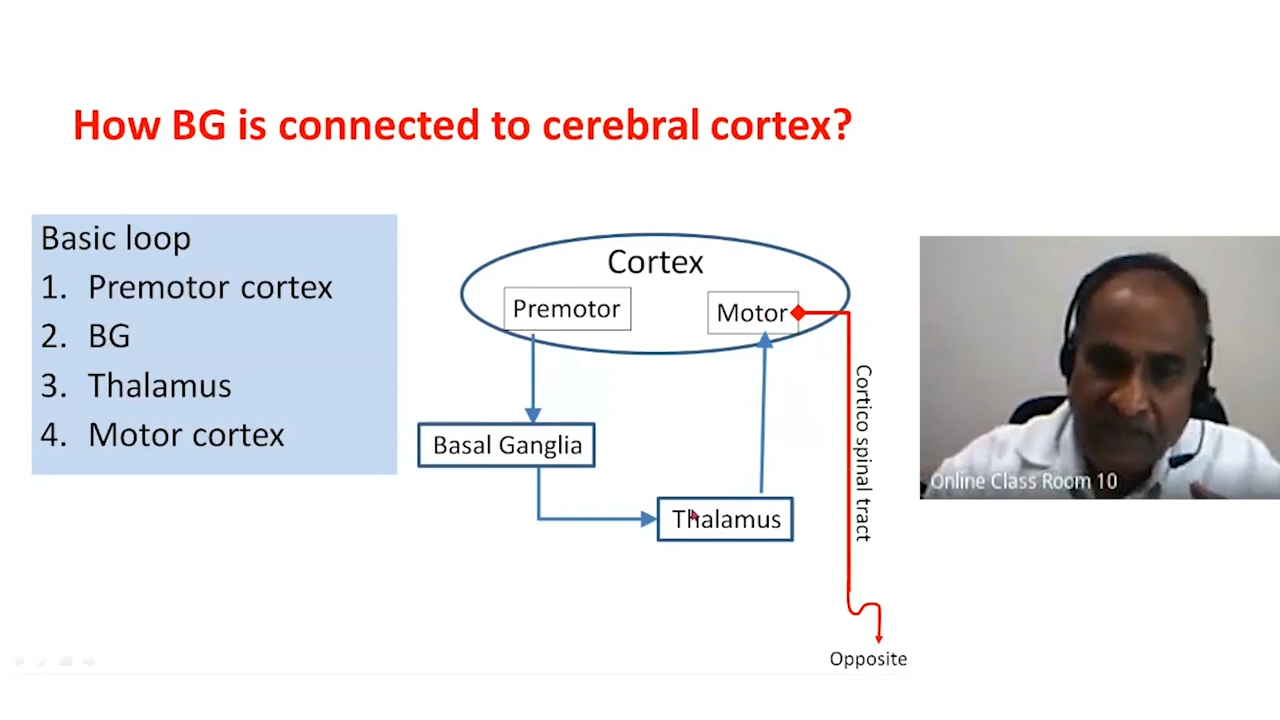 How BG is connected to cerebral cortex?
Basic loop
1. Premotor cortex
2. BG
3. Thalamus
4. Motor cortex
Cortex
Premotor
Motor
Basal Ganglia
Thalamus
Cortico spinal tract
Opposite
Online Class Room 10